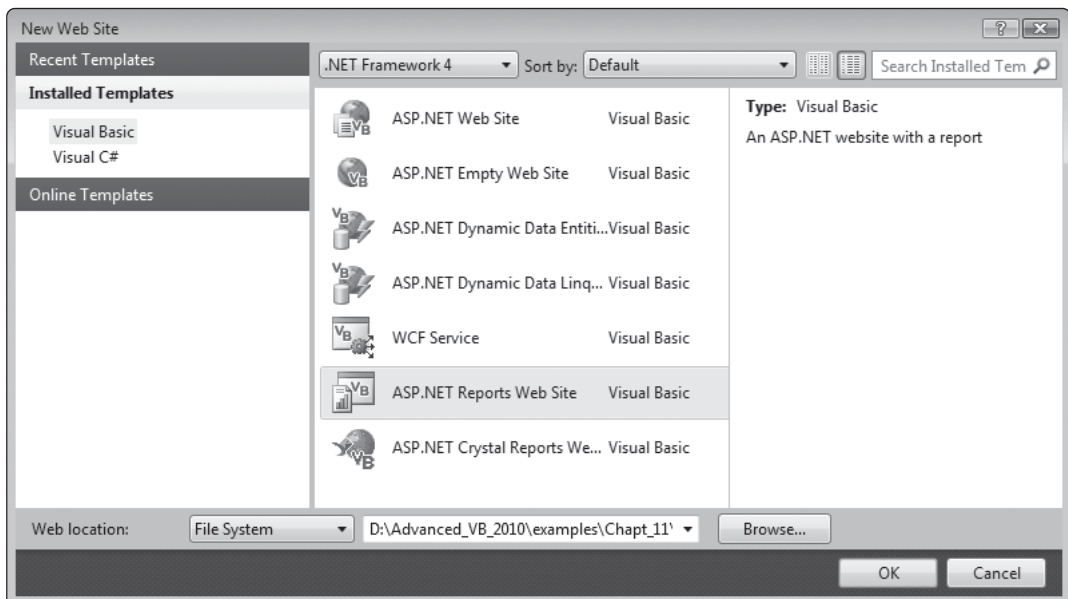 New Web Site
Recent Templates
Installed Templates
Visual Basic
Visual C#
Online Templates
.NET Framework 4
Sort by: Default
Search Installed Tem
ASP.NET Web Site Visual Basic
ASP.NET Empty Web Site Visual Basic
ASP.NET Dynamic Data Entiti...Visual Basic
ASP.NET Dynamic Data Linq... Visual Basic
WCF Service Visual Basic
ASP.NET Reports Web Site Visual Basic
ASP.NET Crystal Reports We... Visual Basic
Type: Visual Basic
An ASP.NET website with a report
Web location: File System D:\Advanced_VB_2010\examples\Chapt_11\ Browse...
OK Cancel